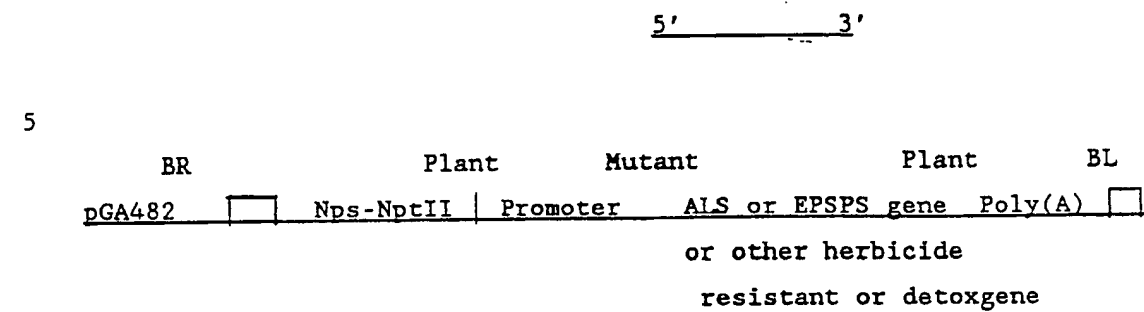 5' 3'
5
BR Plant Mutant Plant BL
pGA482 Nps-NptII Promoter ALS or EPSPS gene Poly(A)
or other herbicide
resistant or detoxgene